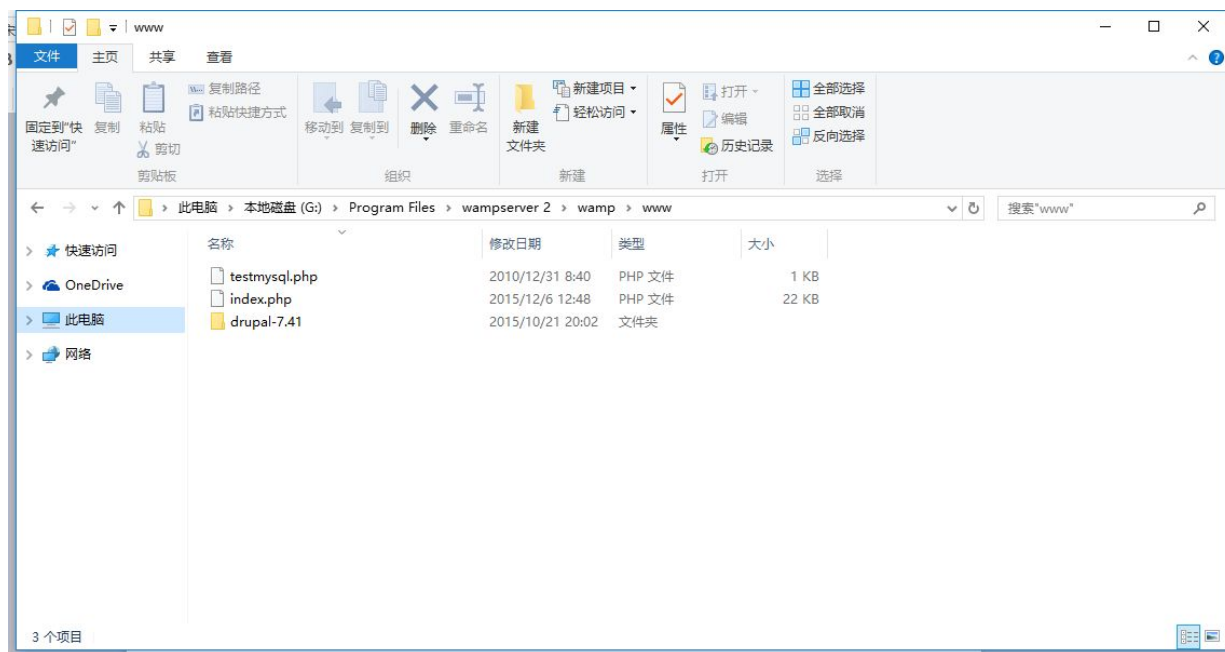 www
文件 主页 共享 查看
固定到"快速访问"
复制
粘贴
复制路径
粘贴快捷方式
剪切
剪贴板
移动到
复制到
删除
重命名
组织
新建文件夹
新建项目
轻松访问
新建
属性
打开
编辑
历史记录
打开
全部选择
全部取消
反向选择
选择
此电脑 本地磁盘 (G:) Program Files wampserver 2 wamp www
搜索"www"
快速访问
OneDrive
此电脑
网络
名称 修改日期 类型 大小
testmysql.php 2010/12/31 8:40 PHP 文件 1 KB
index.php 2015/12/6 12:48 PHP 文件 22 KB
drupal-7.41 2015/10/21 20:02 文件夹
3 个项目